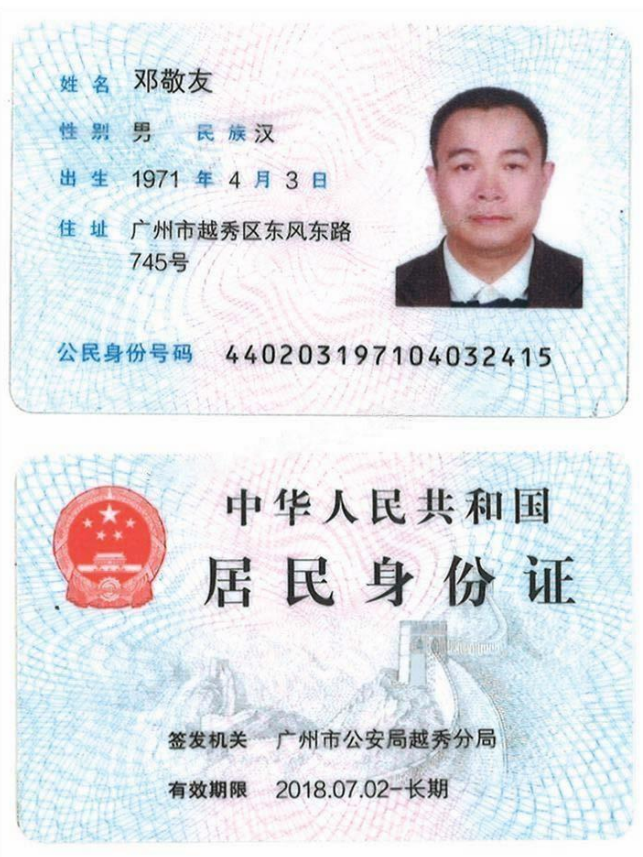 姓名 邓敬友
性别 男 民族 汉
出生 1971 年 4 月 3 日
住址 广州市越秀区东风东路
745号
公民身份号码 440203197104032415
中华人民共和国
居民身份证
签发机关 广州市公安局越秀分局
有效期限 2018.07.02-长期